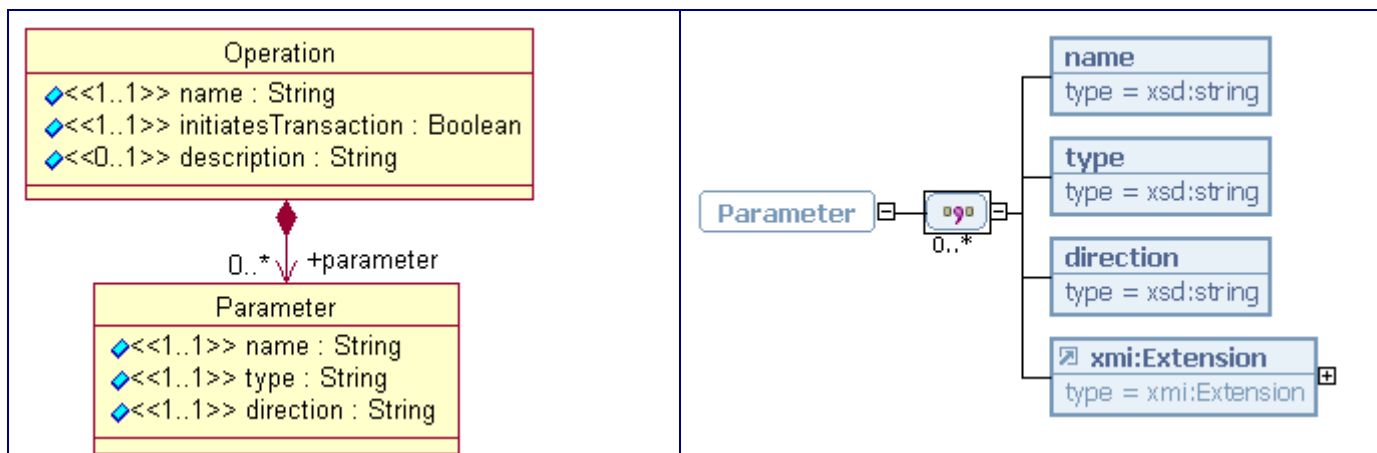 Operation
<<1..1>> name : String
<<1..1>> initiatesTransaction : Boolean
<<0..1>> description : String
0..* +parameter
Parameter
<<1..1>> name : String
<<1..1>> type : String
<<1..1>> direction : String
Parameter
0..*
name
type = xsd:string
type
type = xsd:string
direction
type = xsd:string
xmi:Extension
type = xmi:Extension